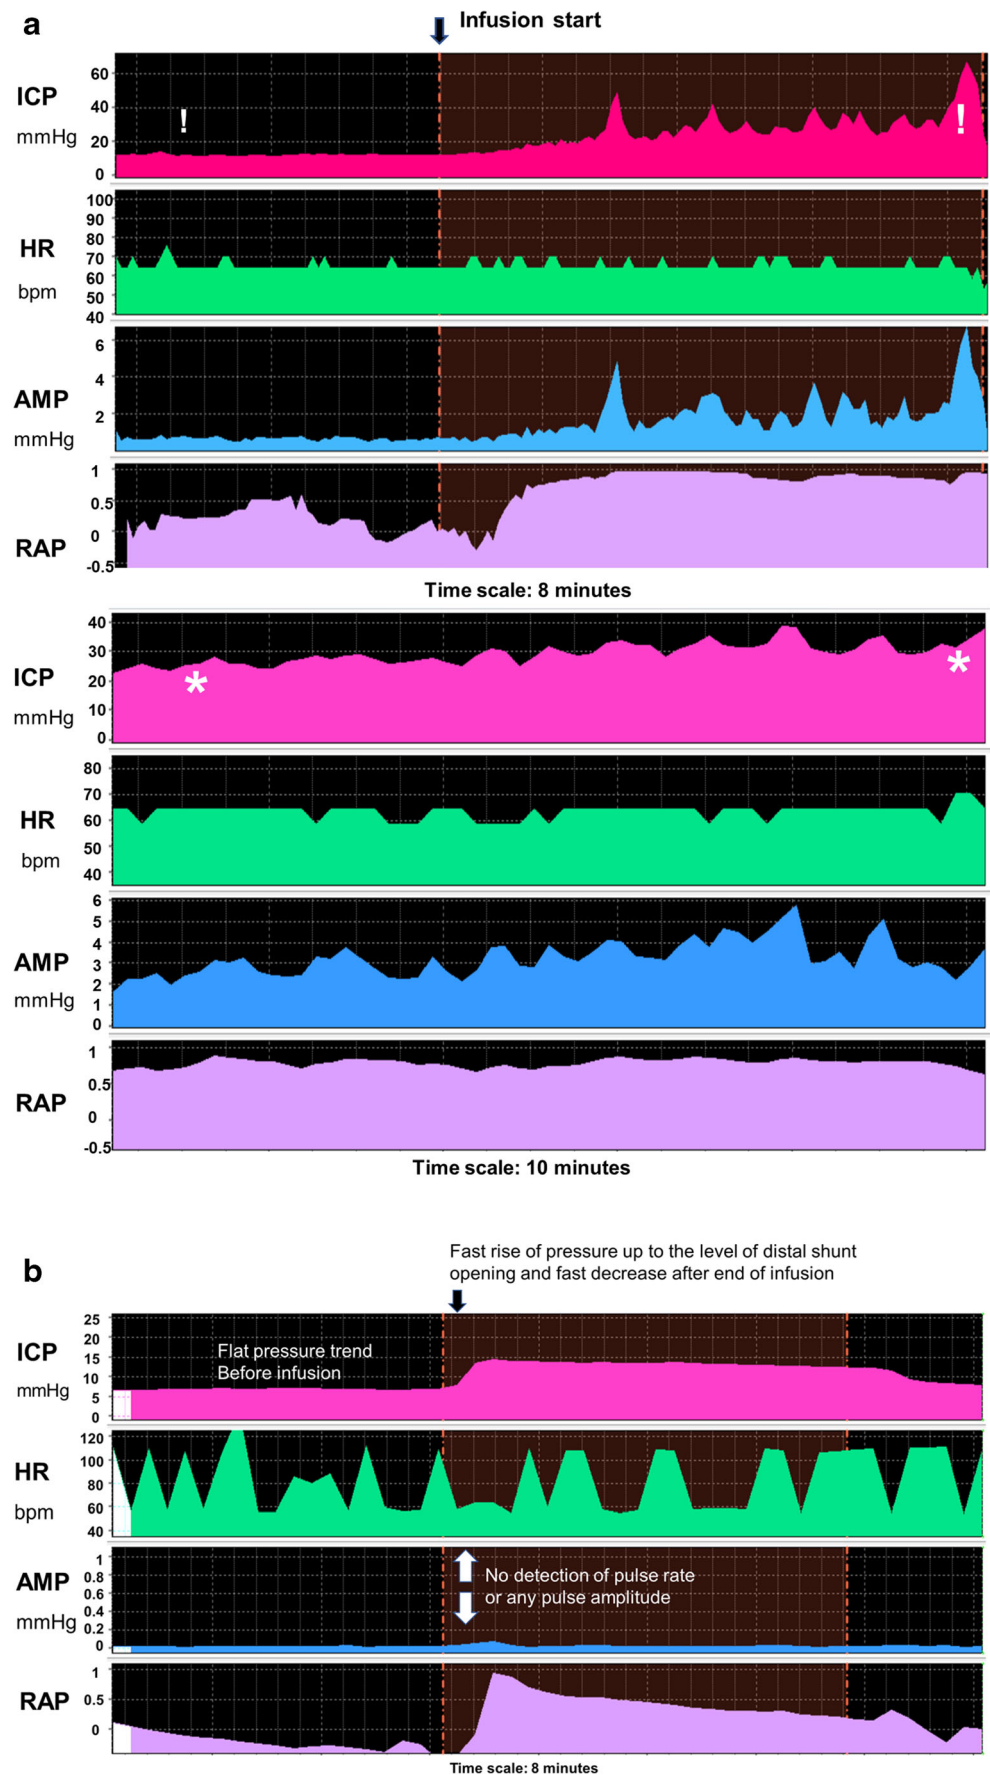 a
Infusion start
ICP
mmHg
60
40
20
0
!
!
HR
bpm
100
90
80
70
60
50
40
AMP
mmHg
6
4
2
RAP
1
0.5
0
-0.5
Time scale: 8 minutes
ICP
mmHg
40
30
20
10
0
*
*
HR
bpm
80
70
60
50
40
AMP
mmHg
6
5
4
3
2
1
0
RAP
1
0.5
0
-0.5
Time scale: 10 minutes
b
Fast rise of pressure up to the level of distal shunt
opening and fast decrease after end of infusion
ICP
mmHg
25
20
15
10
5
0
Flat pressure trend
Before infusion
HR
bpm
120
100
80
60
40
AMP
mmHg
1
0.8
0.6
0.4
0.2
0
No detection of pulse rate
or any pulse amplitude
RAP
1
0.5
0
Time scale: 8 minutes